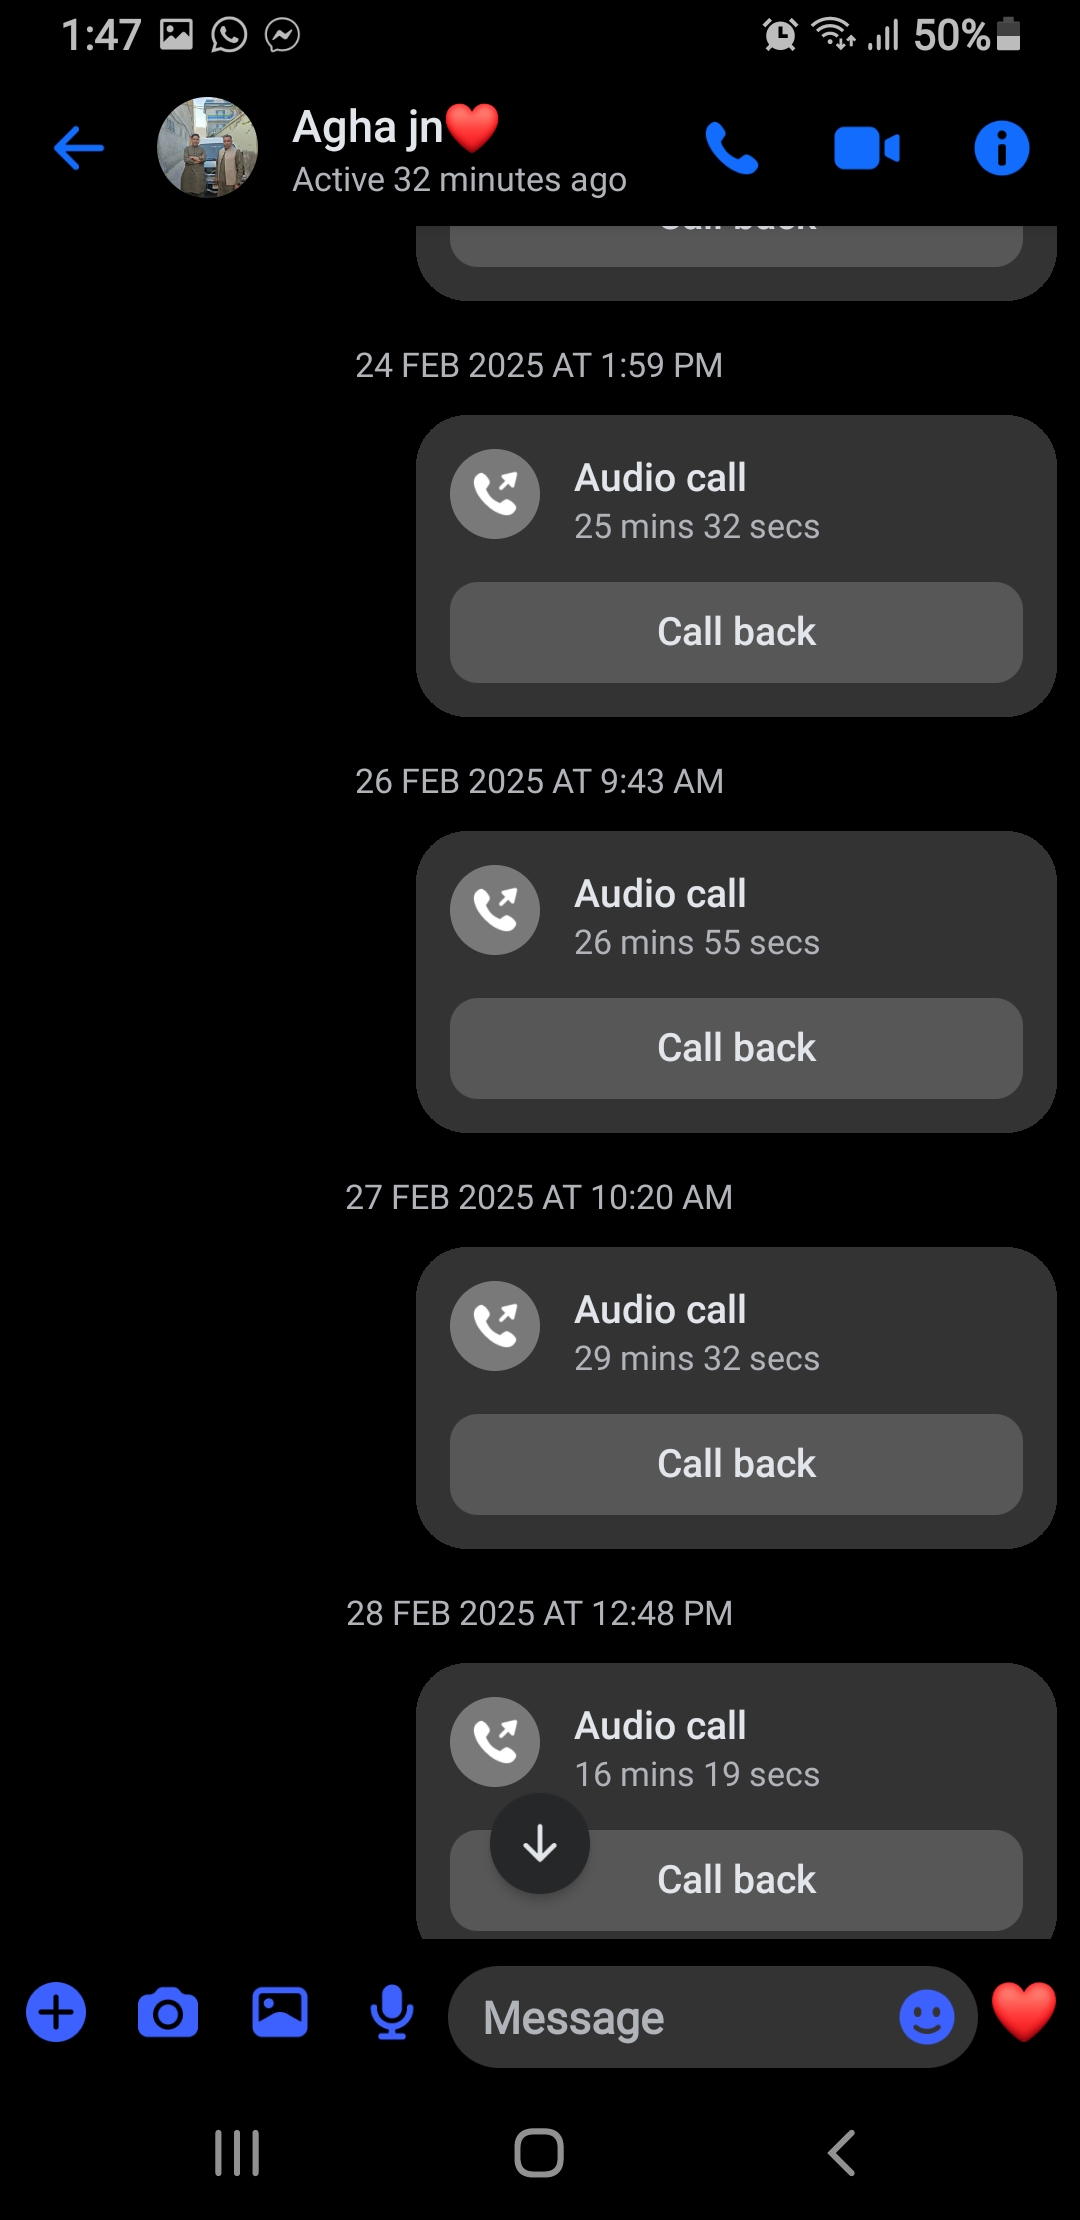 1:47
50%
Agha jn❤️
Active 32 minutes ago
Call back
24 FEB 2025 AT 1:59 PM
Audio call
25 mins 32 secs
Call back
26 FEB 2025 AT 9:43 AM
Audio call
26 mins 55 secs
Call back
27 FEB 2025 AT 10:20 AM
Audio call
29 mins 32 secs
Call back
28 FEB 2025 AT 12:48 PM
Audio call
16 mins 19 secs
Call back
Message